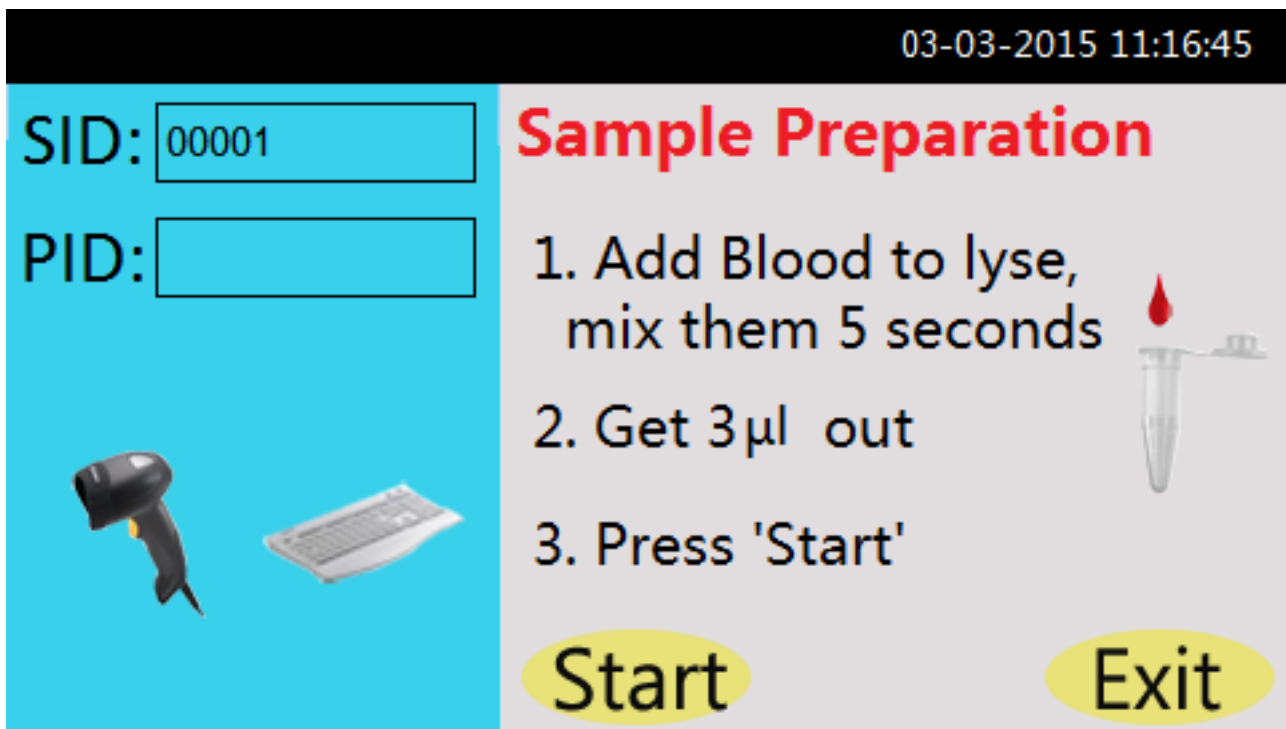 03-03-2015 11:16:45
SID: 00001
PID:
Sample Preparation
1. Add Blood to lyse,
mix them 5 seconds
2. Get 3μl out
3. Press 'Start'
Start
Exit